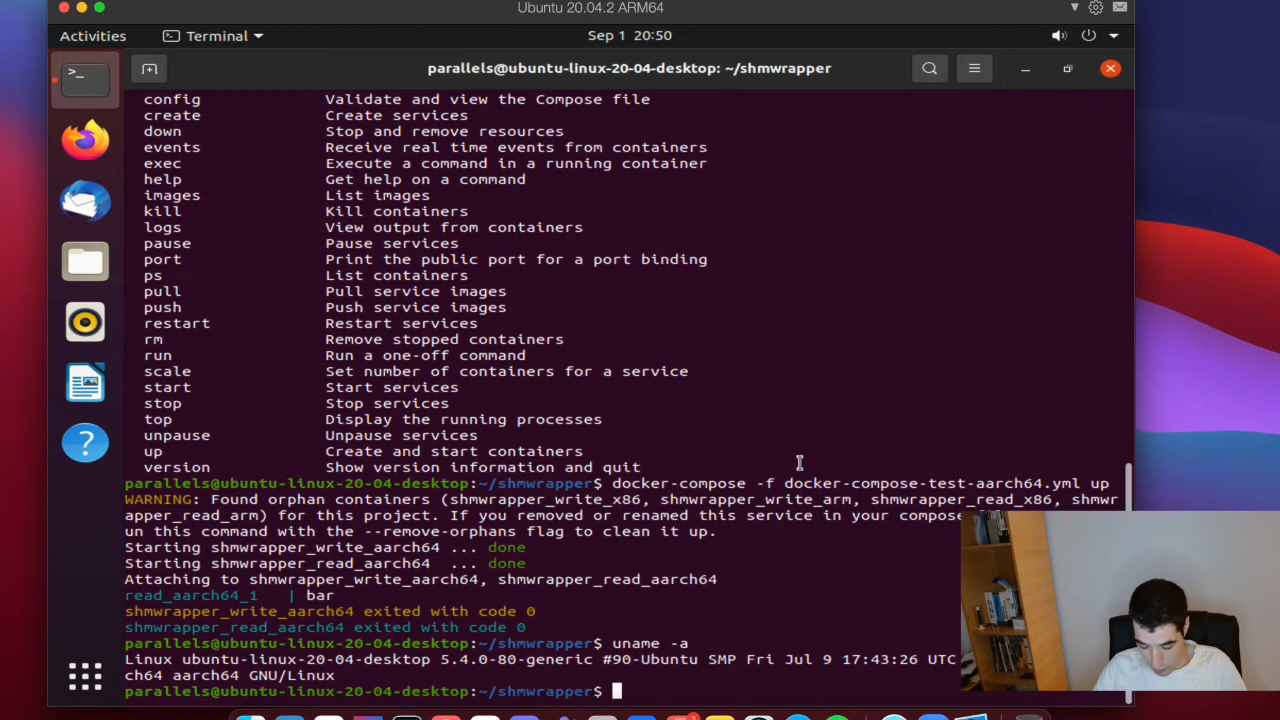 Ubuntu 20.04.2 ARM64
Activities Terminal Sep 1 20:50
parallels@ubuntu-linux-20-04-desktop: ~/shmwrapper
config Validate and view the Compose file
create Create services
down Stop and remove resources
events Receive real time events from containers
exec Execute a command in a running container
help Get help on a command
images List images
kill Kill containers
logs View output from containers
pause Pause services
port Print the public port for a port binding
ps List containers
pull Pull service images
push Push service images
restart Restart services
rm Remove stopped containers
run Run a one-off command
scale Set number of containers for a service
start Start services
stop Stop services
top Display the running processes
unpause Unpause services
up Create and start containers
version Show version information and quit
parallels@ubuntu-linux-20-04-desktop:~/shmwrapper$ docker-compose -f docker-compose-test-aarch64.yml up
WARNING: Found orphan containers (shmwrapper_write_x86, shmwrapper_write_arm, shmwrapper_read_x86, shmwr
apper_read_arm) for this project. If you removed or renamed this service in your compose
un this command with the --remove-orphans flag to clean it up.
Starting shmwrapper_write_aarch64 ... done
Starting shmwrapper_read_aarch64 ... done
Attaching to shmwrapper_write_aarch64, shmwrapper_read_aarch64
read_aarch64_1 | bar
shmwrapper_write_aarch64 exited with code 0
shmwrapper_read_aarch64 exited with code 0
parallels@ubuntu-linux-20-04-desktop:~/shmwrapper$ uname -a
Linux ubuntu-linux-20-04-desktop 5.4.0-80-generic #90-Ubuntu SMP Fri Jul 9 17:43:26 UTC
ch64 aarch64 GNU/Linux
parallels@ubuntu-linux-20-04-desktop:~/shmwrapper$